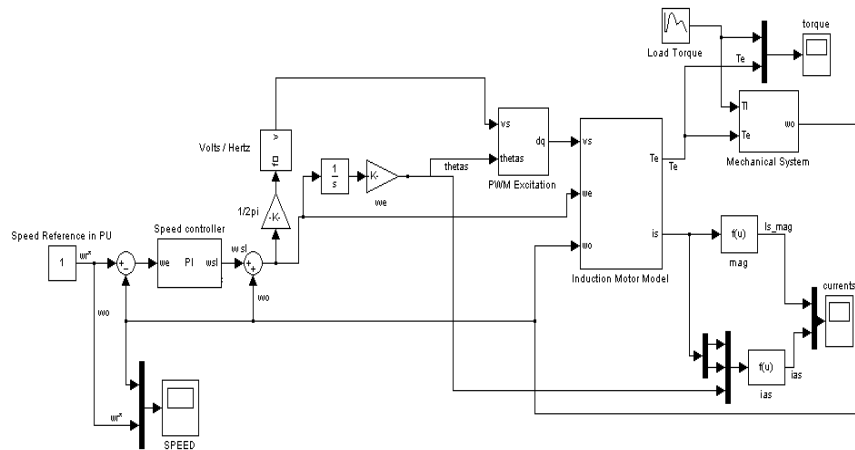 torque
Load Torque
Te
Tl
wo
Te
Mechanical System
Volts / Hertz
v
f
vs
dq
thetas
PWM Excitation
vs
Te
Te
we
is
wo
Induction Motor Model
1
s
-K-
thetas
we
1/2pi
-K-
Speed Reference in PU
Speed controller
1
wr*
we
PI
wsl
wsl
wo
wo
f(u)
mag
Is_mag
currents
f(u)
ias
ias
wr*
SPEED